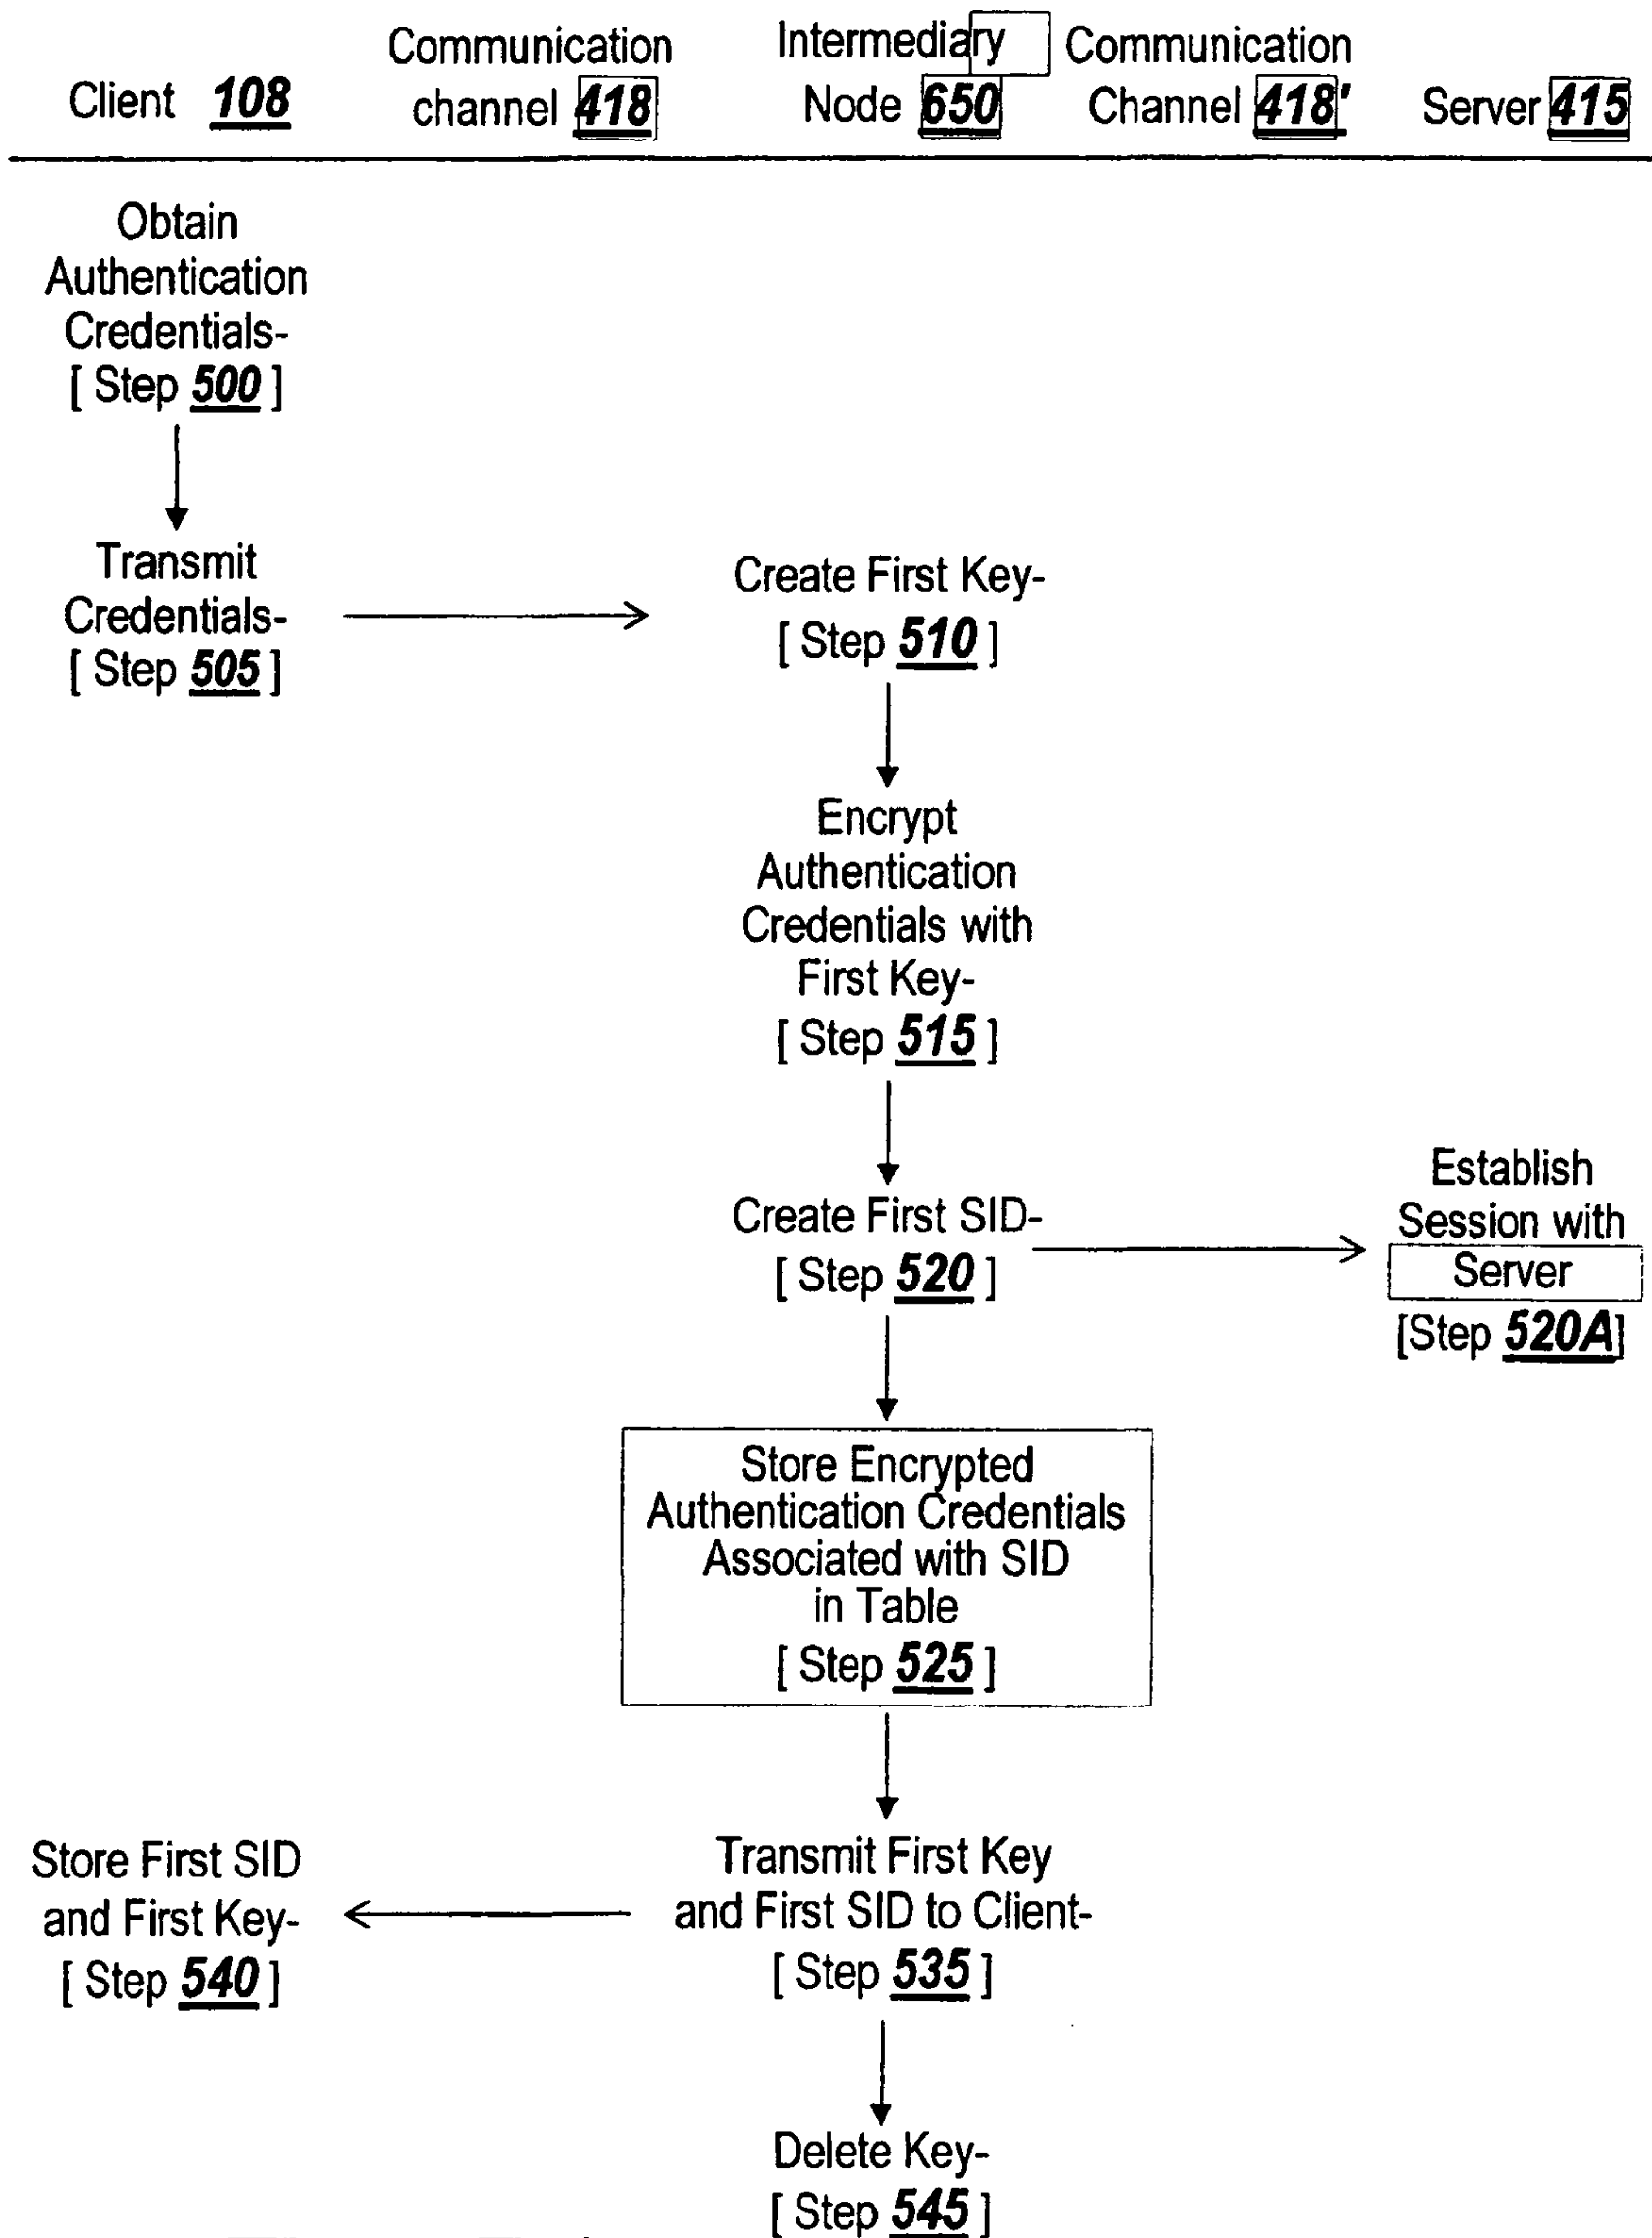 Client 108
Communication
channel 418
Intermediary
Node 650
Communication
Channel 418'
Server 415
Obtain
Authentication
Credentials-
[ Step 500 ]
Transmit
Credentials-
[ Step 505 ]
Create First Key-
[ Step 510 ]
Encrypt
Authentication
Credentials with
First Key-
[ Step 515 ]
Create First SID-
[ Step 520 ]
Establish
Session with
Server
[Step 520A]
Store Encrypted
Authentication Credentials
Associated with SID
in Table
[ Step 525 ]
Transmit First Key
and First SID to Client-
[ Step 535 ]
Store First SID
and First Key-
[ Step 540 ]
Delete Key-
[ Step 545 ]